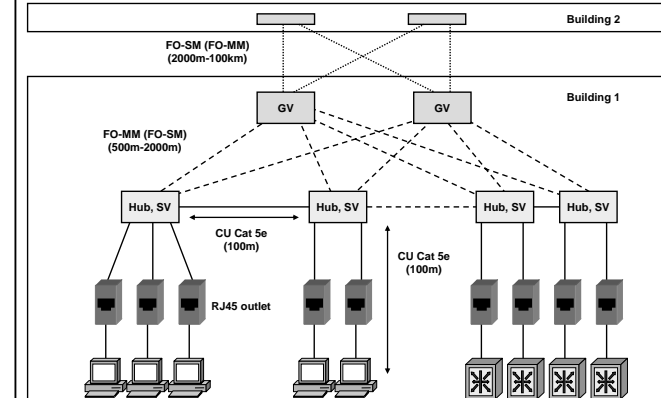 Building 2
FO-SM (FO-MM)
(2000m-100km)
Building 1
GV
GV
FO-MM (FO-SM)
(500m-2000m)
Hub, SV
Hub, SV
Hub, SV
Hub, SV
CU Cat 5e
(100m)
CU Cat 5e
(100m)
RJ45 outlet